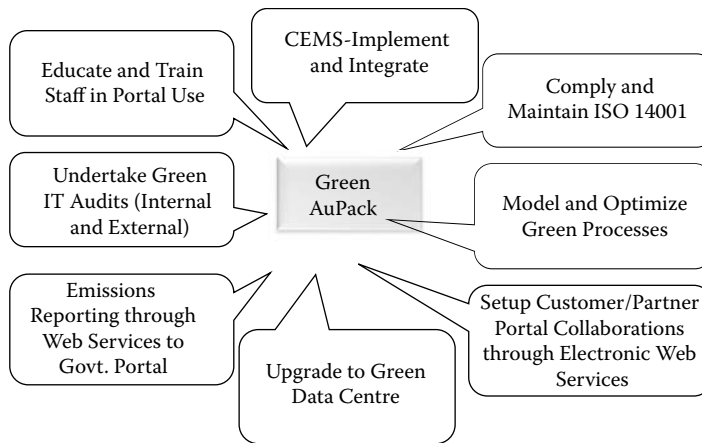 CEMS-Implement
and Integrate
Educate and Train
Staff in Portal Use
Comply and
Maintain ISO 14001
Undertake Green
IT Audits (Internal
and External)
Green
AuPack
Model and Optimize
Green Processes
Emissions
Reporting through
Web Services to
Govt. Portal
Upgrade to Green
Data Centre
Setup Customer/Partner
Portal Collaborations
through Electronic Web
Services